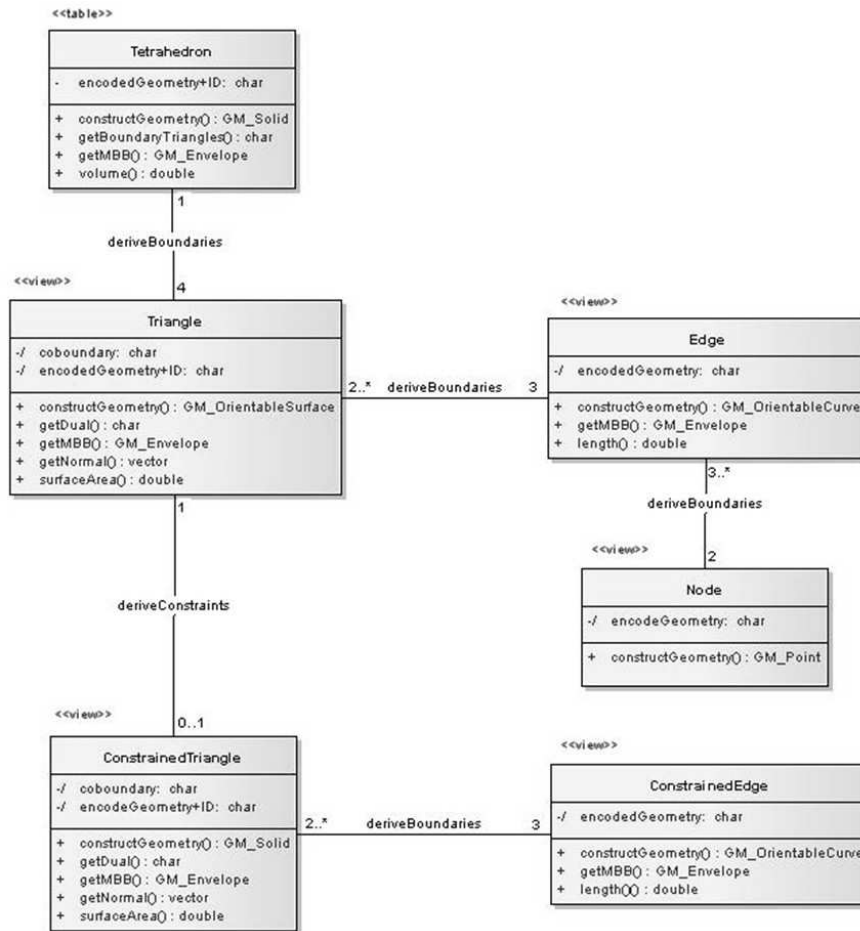 <<table>>
Tetrahedron
- encodedGeometry+ID: char
+ constructGeometry() : GM_Solid
+ getBoundaryTriangles() : char
+ getMBB() : GM_Envelope
+ volume() : double
1
deriveBoundaries
4
<<view>>
Triangle
-/ coboundary: char
-/ encodedGeometry+ID: char
+ constructGeometry() : GM_OrientableSurface
+ getDual() : char
+ getMBB() : GM_Envelope
+ getNormal() : vector
+ surfaceArea() : double
2..* deriveBoundaries 3
<<view>>
Edge
-/ encodedGeometry: char
+ constructGeometry() : GM_OrientableCurve
+ getMBB() : GM_Envelope
+ length() : double
3..*
deriveBoundaries
2
<<view>>
Node
-/ encodeGeometry: char
+ constructGeometry() : GM_Point
1
deriveConstraints
0..1
<<view>>
ConstrainedTriangle
-/ coboundary: char
-/ encodeGeometry+ID: char
+ constructGeometry() : GM_Solid
+ getDual() : char
+ getMBB() : GM_Envelope
+ getNormal() : vector
+ surfaceArea() : double
2..* deriveBoundaries 3
<<view>>
ConstrainedEdge
-/ encodedGeometry: char
+ constructGeometry() : GM_OrientableCurve
+ getMBB() : GM_Envelope
+ length()() : double